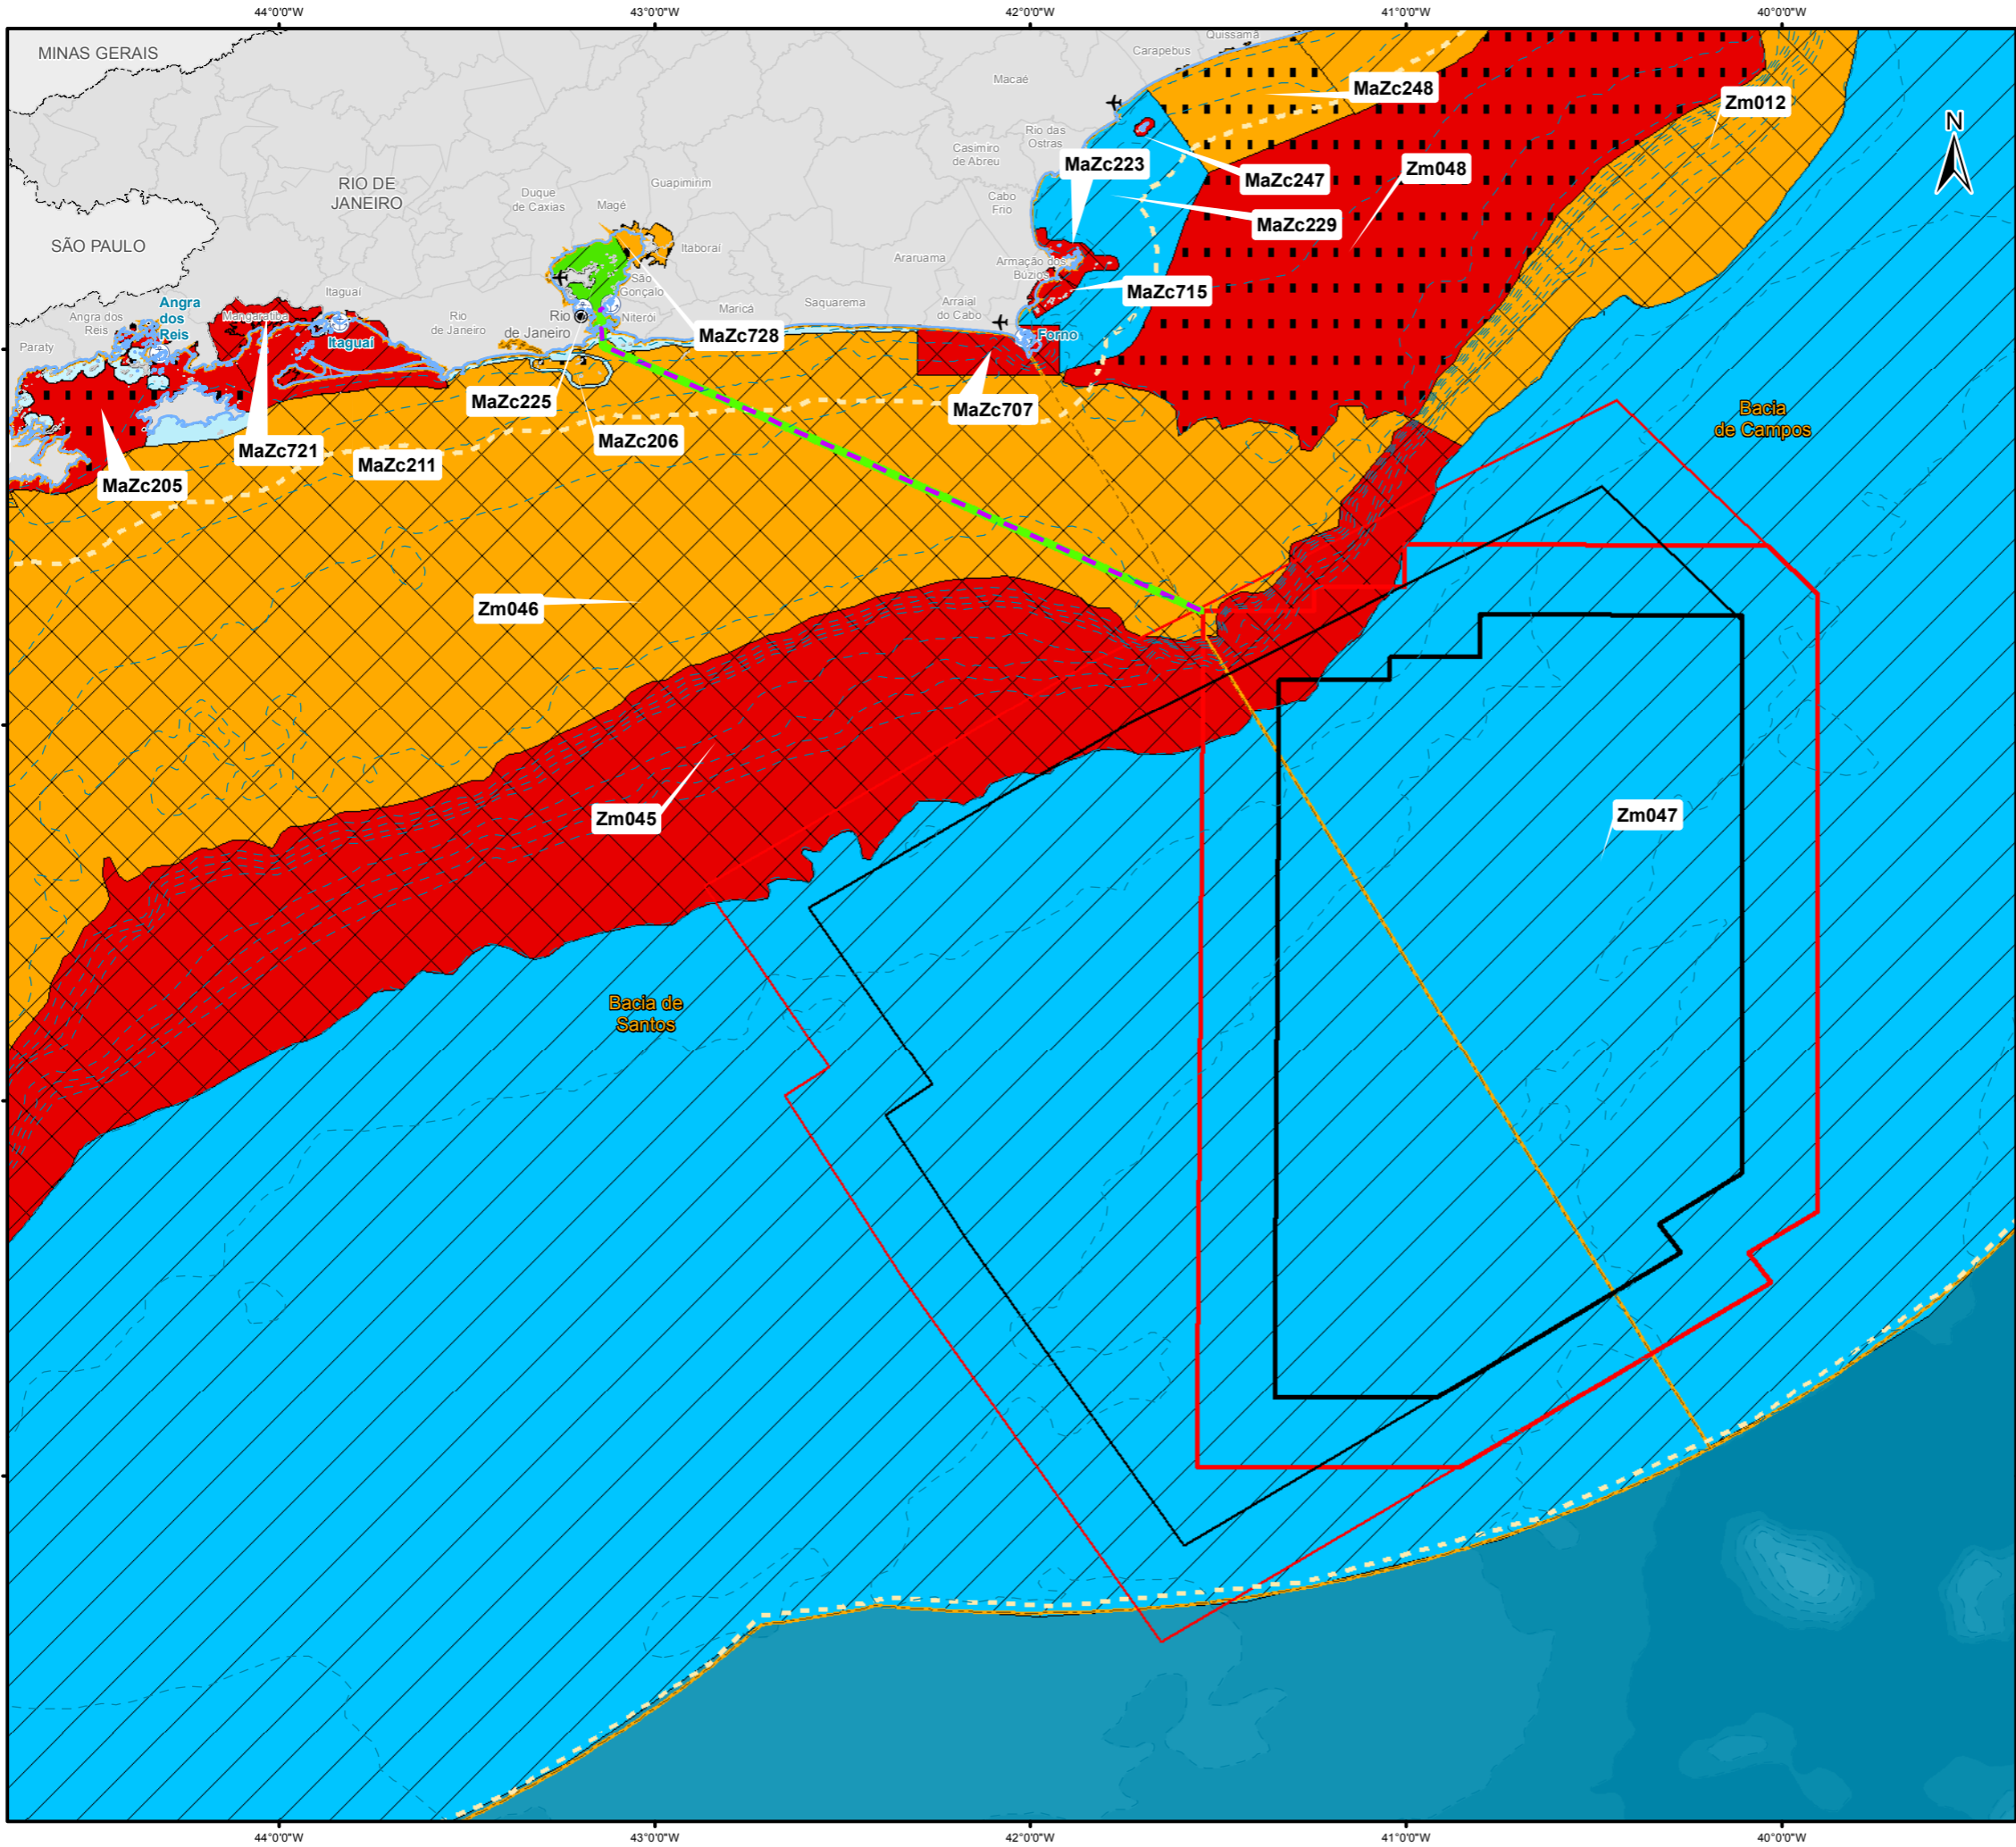 44°0'0"W
43°0'0"W
42°0'0"W
41°0'0"W
40°0'0"W
MINAS GERAIS
Quissamã
Carapebus
Macaé
MaZc248
Zm012
N
Rio das
Ostras
Casimiro
de Abreu
MaZc223
Zm048
MaZc247
RIO DE
JANEIRO
Duque
de Caxias
Guapimirim
Magé
Cabo
Frio
MaZc229
SÃO PAULO
Itaboraí
Araruama
Armação dos
Búzios
São
Gonçalo
MaZc715
Itaguaí
Angra
dos
Reis
Angra dos
Reis
Mangaratiba
Maricá
Saquarema
Arraial
do Cabo
Rio
de Janeiro
Rio
de Janeiro
Niterói
Paraty
Itaguaí
MaZc728
Forno
MaZc225
MaZc707
Bacia
de Campos
MaZc206
MaZc721
MaZc211
MaZc205
Zm046
Zm045
Zm047
Bacia de
Santos
44°0'0"W
43°0'0"W
42°0'0"W
41°0'0"W
40°0'0"W